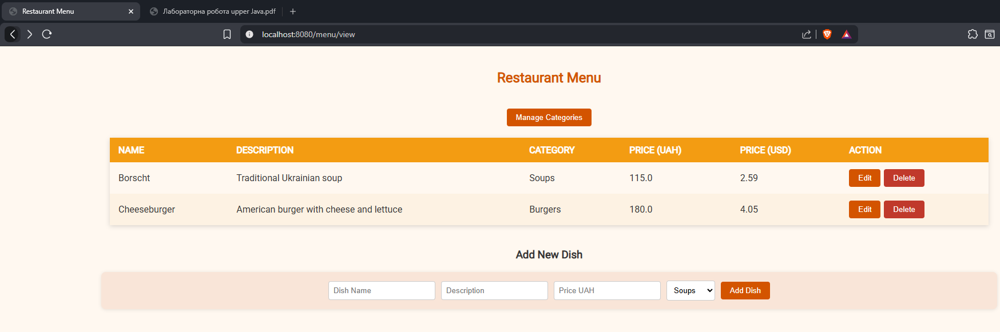 Restaurant Menu
Лабораторна робота upper Java.pdf
localhost:8080/menu/view
Restaurant Menu
Manage Categories
NAME DESCRIPTION CATEGORY PRICE (UAH) PRICE (USD) ACTION
Borscht Traditional Ukrainian soup Soups 115.0 2.59 Edit Delete
Cheeseburger American burger with cheese and lettuce Burgers 180.0 4.05 Edit Delete
Add New Dish
Dish Name Description Price UAH Soups Add Dish